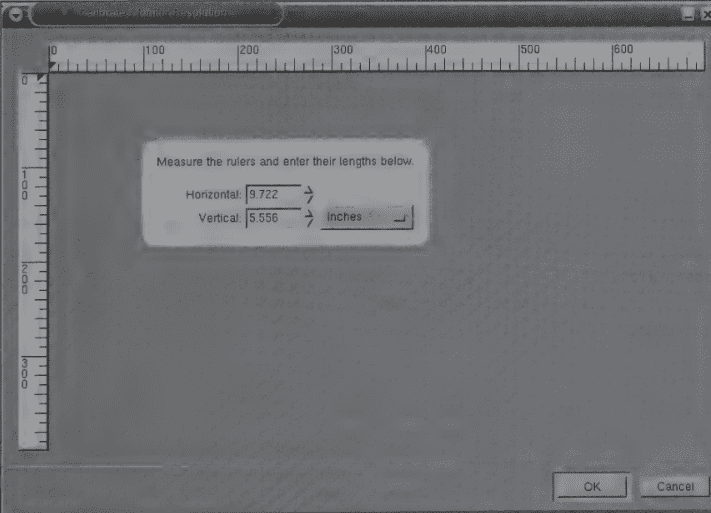 0 100 200 300 400 500 600
0
100
200
300
Measure the rulers and enter their lengths below.
Horizontal: 9.722
Vertical: 5.556 inches
OK Cancel